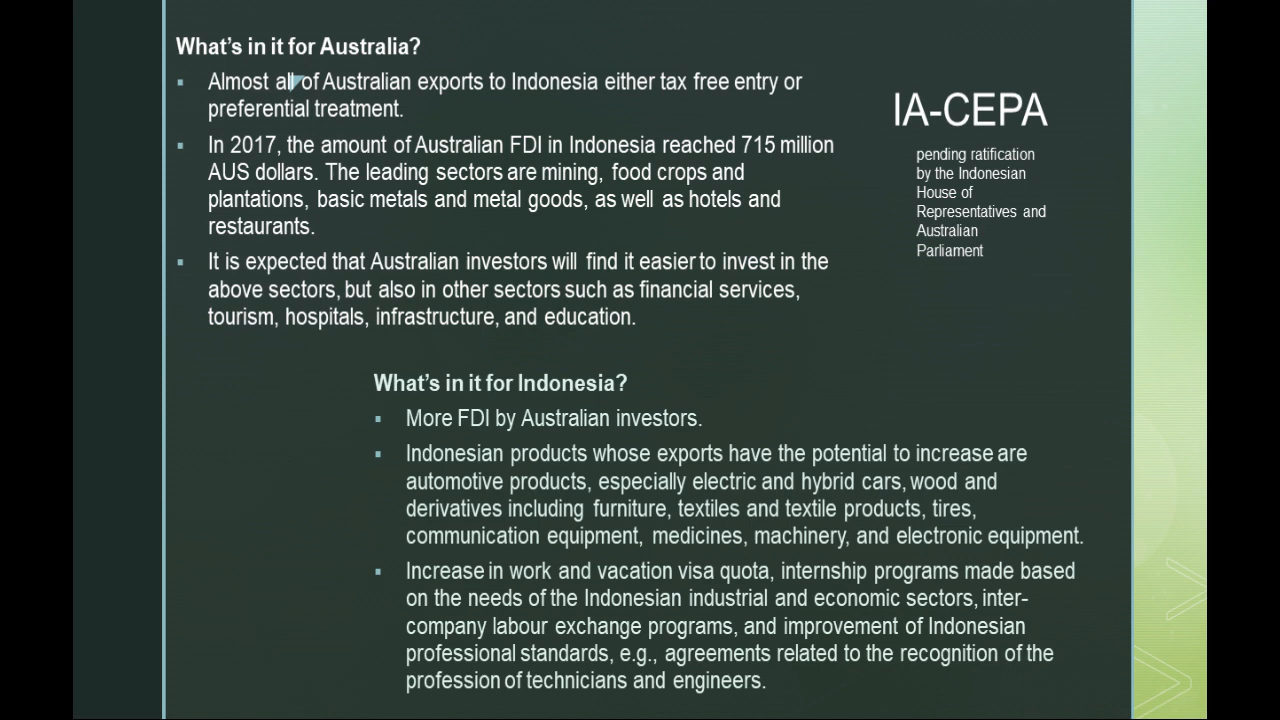 What's in it for Australia?
▪ Almost all of Australian exports to Indonesia either tax free entry or
preferential treatment.
▪ In 2017, the amount of Australian FDI in Indonesia reached 715 million
AUS dollars. The leading sectors are mining, food crops and
plantations, basic metals and metal goods, as well as hotels and
restaurants.
▪ It is expected that Australian investors will find it easier to invest in the
above sectors, but also in other sectors such as financial services,
tourism, hospitals, infrastructure, and education.
IA-CEPA
pending ratification
by the Indonesian
House of
Representatives and
Australian
Parliament
What's in it for Indonesia?
▪ More FDI by Australian investors.
▪ Indonesian products whose exports have the potential to increase are
automotive products, especially electric and hybrid cars, wood and
derivatives including furniture, textiles and textile products, tires,
communication equipment, medicines, machinery, and electronic equipment.
▪ Increase in work and vacation visa quota, internship programs made based
on the needs of the Indonesian industrial and economic sectors, inter-
company labour exchange programs, and improvement of Indonesian
professional standards, e.g., agreements related to the recognition of the
profession of technicians and engineers.